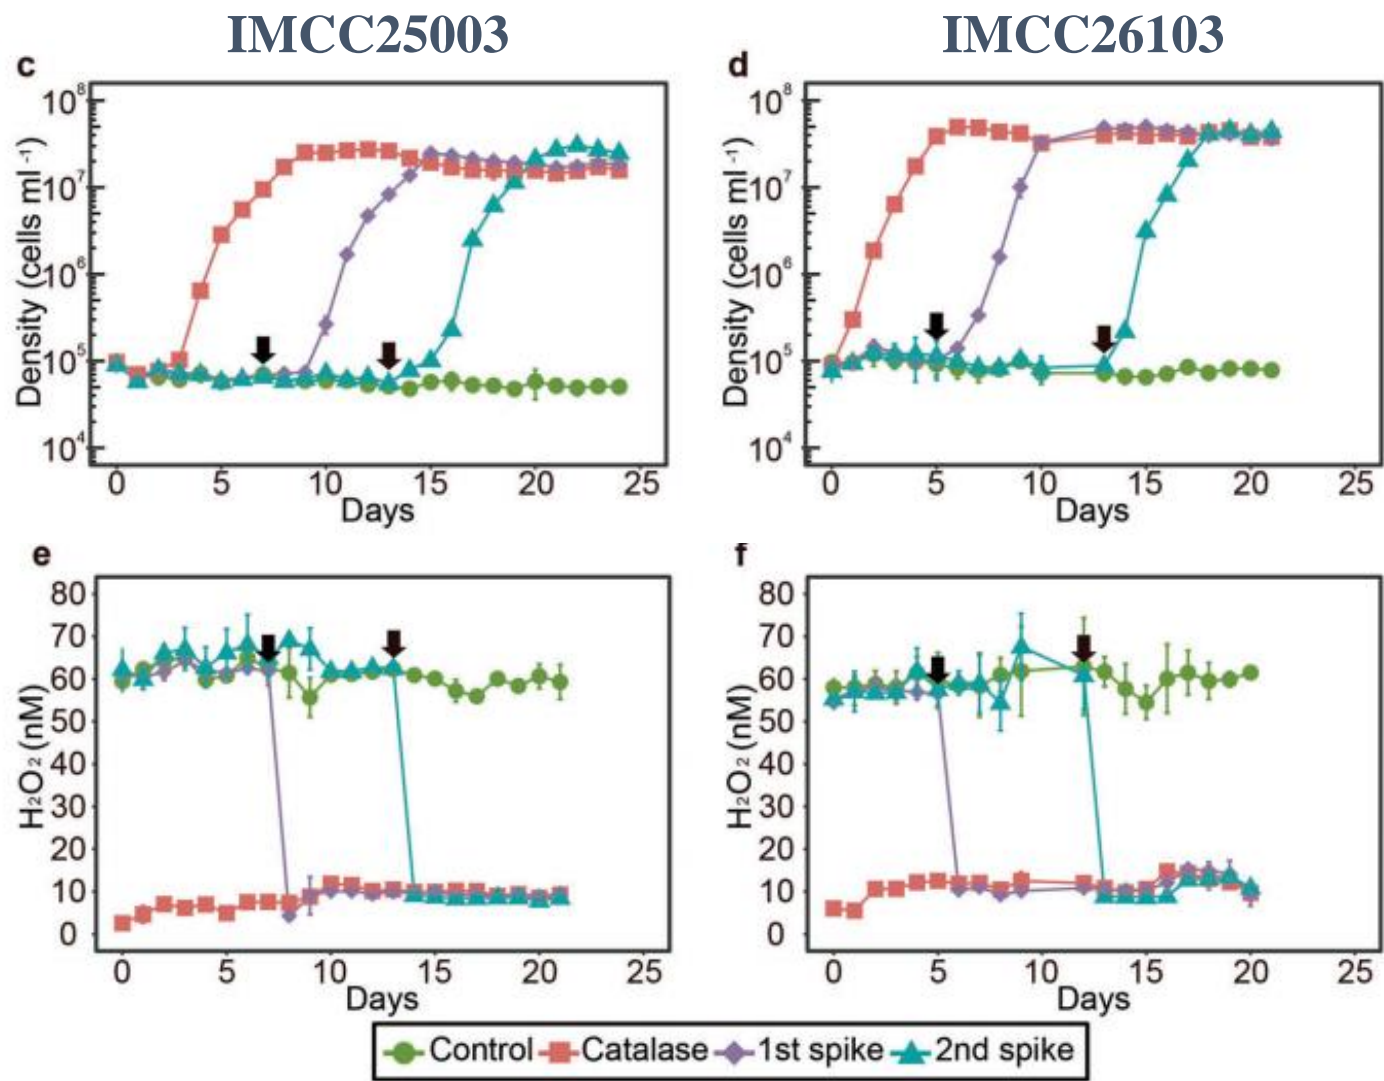 IMCC25003
IMCC26103
c
Density (cells ml⁻¹)
10⁸
10⁷
10⁶
10⁵
10⁴
0 5 10 15 20 25
Days
d
Density (cells ml⁻¹)
10⁸
10⁷
10⁶
10⁵
10⁴
0 5 10 15 20 25
Days
e
H₂O₂ (nM)
80
70
60
50
40
30
20
10
0
0 5 10 15 20 25
Days
f
H₂O₂ (nM)
80
70
60
50
40
30
20
10
0
0 5 10 15 20 25
Days
Control Catalase 1st spike 2nd spike